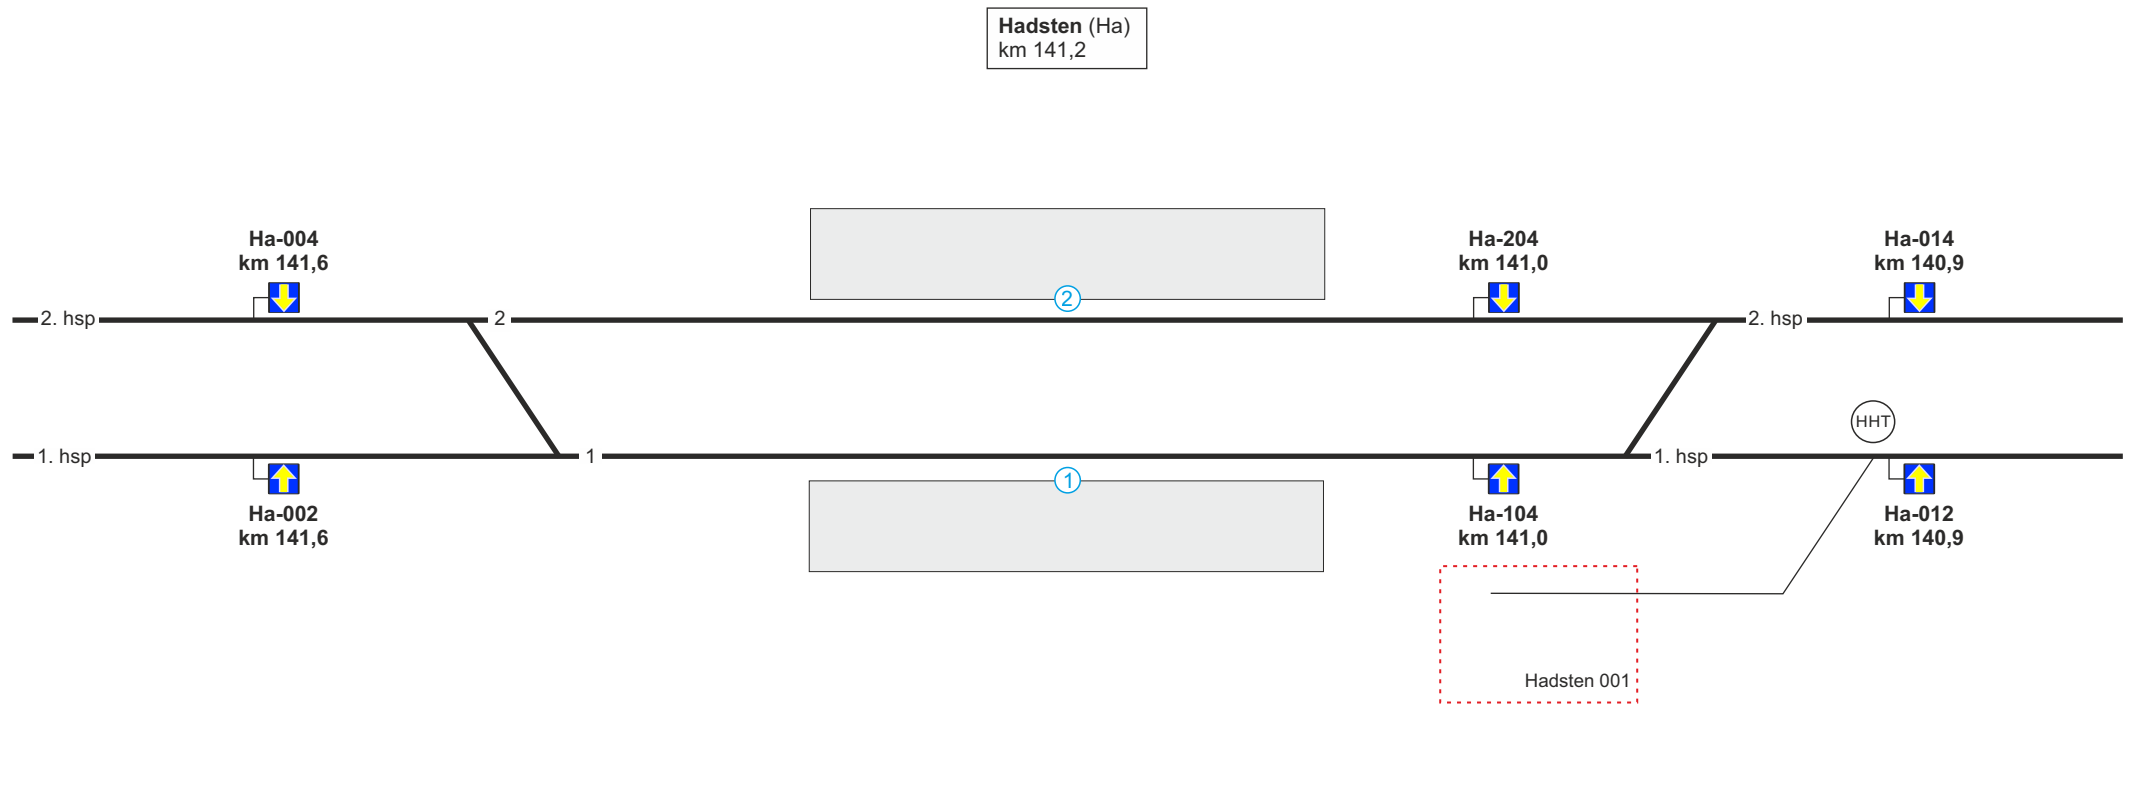 Hadsten (Ha)
km 141,2
Ha-004
km 141,6
Ha-204
km 141,0
Ha-014
km 140,9
2
2. hsp
2
2. hsp
HHT
1. hsp
1
1. hsp
1
Ha-002
km 141,6
Ha-104
km 141,0
Ha-012
km 140,9
Hadsten 001